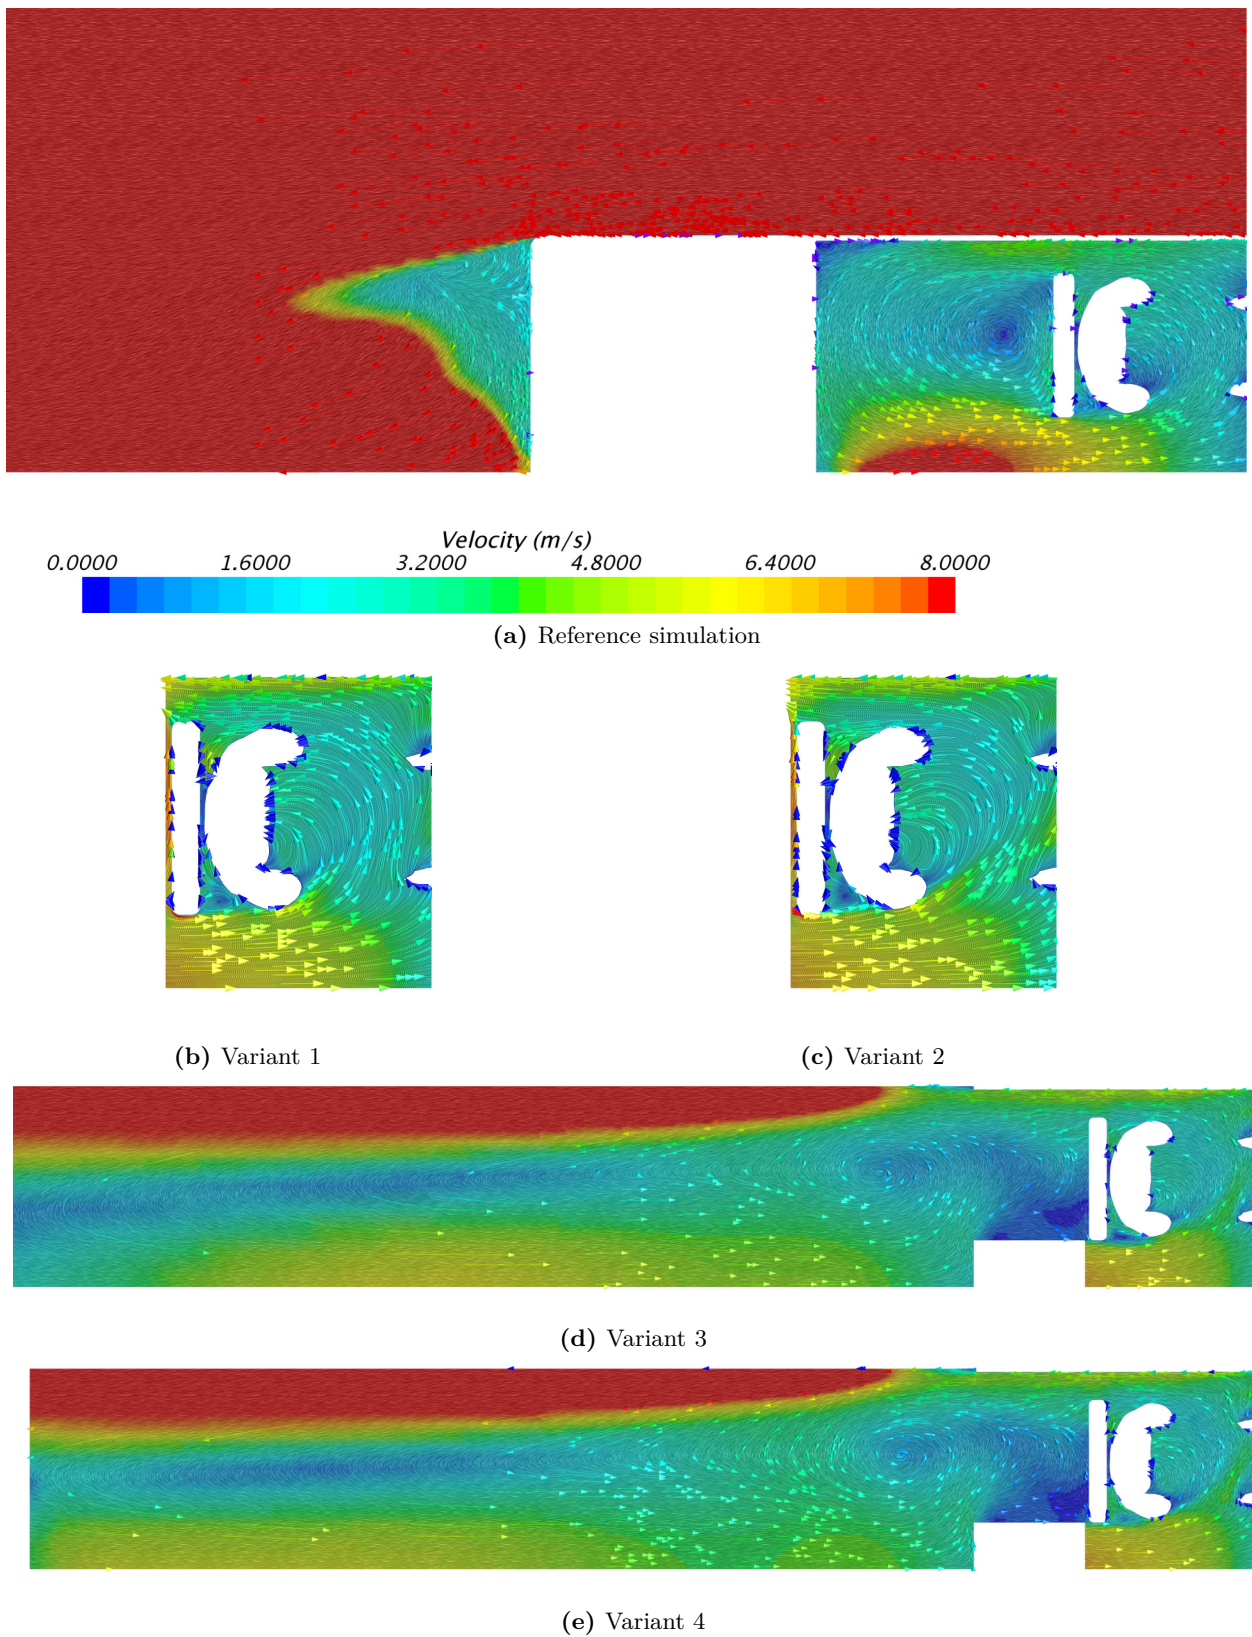 Velocity (m/s)
0.0000 1.6000 3.2000 4.8000 6.4000 8.0000
(a) Reference simulation
(b) Variant 1
(c) Variant 2
(d) Variant 3
(e) Variant 4